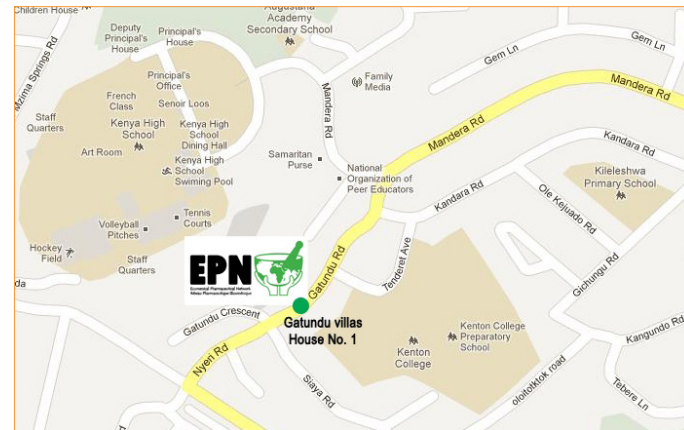 Children House
Augustana
Academy
Secondary School
Deputy
Principal's
House
Principal's
House
Mzima Springs Rd
Gem Ln
Gem Ln
Principal's
Office
French
Class
Senoir Loos
Family
Media
Mandera Rd
Mandera Rd
Mandera Rd
Staff
Quarters
Kenya High
School
Kenya High
School
Dining Hall
Art Room
Kenya High
School
Swiming Pool
Samaritan
Purse
National
Organization of
Peer Educators
Kandara Rd
Kandara Rd
Kileleshwa
Primary School
Ole Kejuado Rd
Tennis
Courts
Volleyball
Pitches
Hockey
Field
Staff
Quarters
EPN
Ecumenical Pharmaceutical Network
Gatundu Rd
Tenderet Ave
Gichungu Rd
da
Gatundu Crescent
Gatundu villas
House No. 1
Kenton College
Preparatory
School
Kenton
College
Kangundo Rd
Nyeri Rd
Siaya Rd
oloitotktok road
Tebere Ln